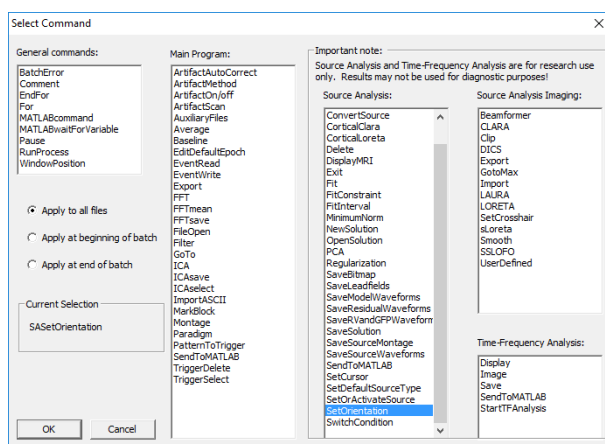 Select Command
General commands:
BatchError
Comment
EndFor
For
MATLABcommand
MATLABwaitForVariable
Pause
RunProcess
WindowPosition
Apply to all files
Apply at beginning of batch
Apply at end of batch
Current Selection
SASetOrientation
OK
Cancel
Main Program:
ArtifactAutoCorrect
ArtifactMethod
ArtifactOn/off
ArtifactScan
AuxiliaryFiles
Average
Baseline
EditDefaultEpoch
EventRead
EventWrite
Export
FFT
FFTmean
FFTsave
FileOpen
Filter
GoTo
ICA
ICAsave
ICAselect
ImportASCII
MarkBlock
Montage
Paradigm
PatternToTrigger
SendToMATLAB
TriggerDelete
TriggerSelect
Important note:
Source Analysis and Time-Frequency Analysis are for research use
only. Results may not be used for diagnostic purposes!
Source Analysis:
ConvertSource
CorticalClara
CorticalLoreta
Delete
DisplayMRI
Exit
Fit
FitConstraint
FitInterval
MinimumNorm
NewSolution
OpenSolution
PCA
Regularization
SaveBitmap
SaveLeadfields
SaveModelWaveforms
SaveResidualWaveforms
SaveRVandGFPWaveform
SaveSolution
SaveSourceMontage
SaveSourceWaveforms
SendToMATLAB
SetCursor
SetDefaultSourceType
SetOrActivateSource
SetOrientation
SwitchCondition
Source Analysis Imaging:
Beamformer
CLARA
Clip
DICS
Export
GotoMax
Import
LAURA
LORETA
SetCrosshair
sLoreta
Smooth
SSLOFO
UserDefined
Time-Frequency Analysis:
Display
Image
Save
SendToMATLAB
StartTFAnalysis